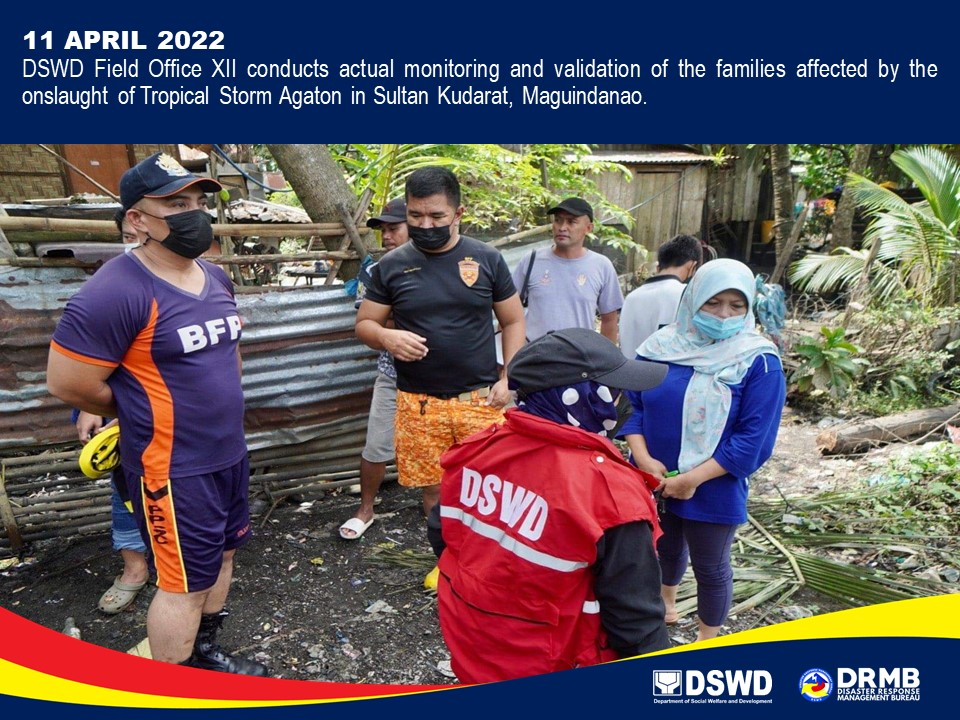 11 APRIL 2022
DSWD Field Office XII conducts actual monitoring and validation of the families affected by the
onslaught of Tropical Storm Agaton in Sultan Kudarat, Maguindanao.
BFP
DSWD
DSWD
Department of Social Welfare and Development
DRMB
DISASTER RESPONSE
MANAGEMENT BUREAU